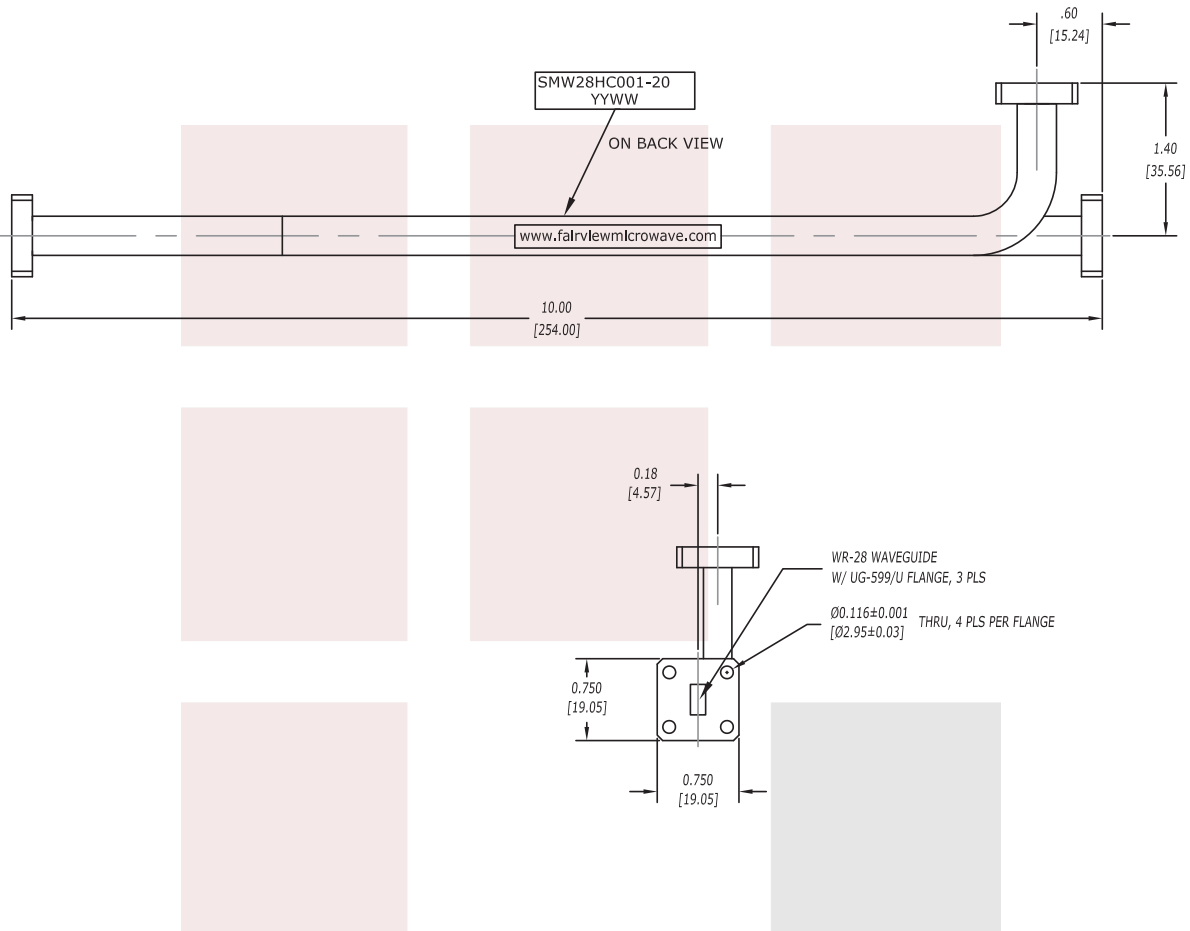 .60
[15.24]
SMW28HC001-20
YYWW
ON BACK VIEW
1.40
[35.56]
www.fairviewmicrowave.com
10.00
[254.00]
0.18
[4.57]
WR-28 WAVEGUIDE
W/ UG-599/U FLANGE, 3 PLS
Ø0.116±0.001
[Ø2.95±0.03]
THRU, 4 PLS PER FLANGE
0.750
[19.05]
0.750
[19.05]